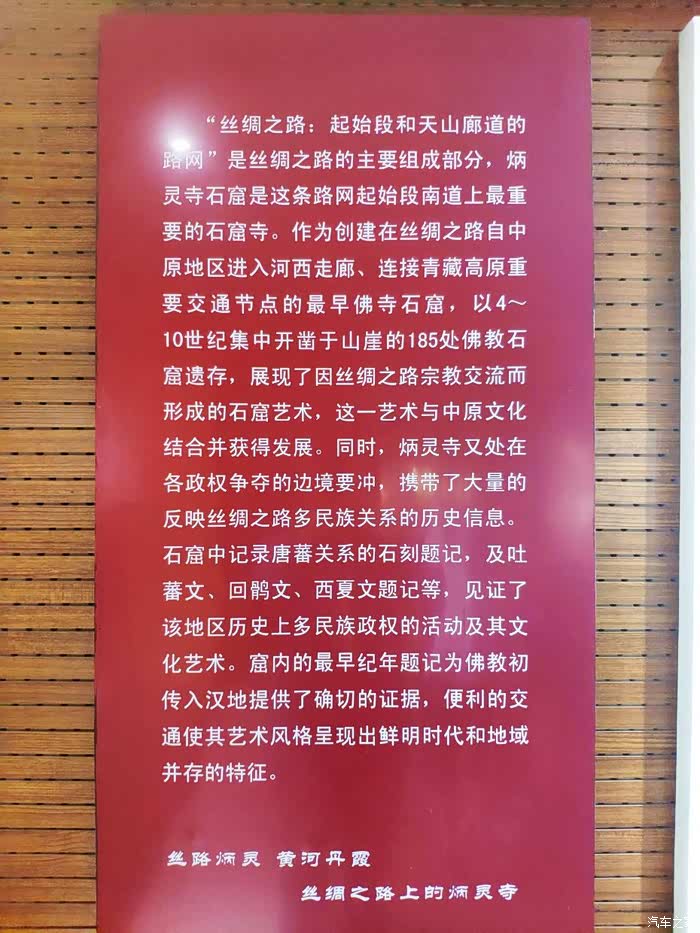 “丝绸之路：起始段和天山廊道的
路网”是丝绸之路的主要组成部分，炳
灵寺石窟是这条路网起始段南道上最重
要的石窟寺。作为创建在丝绸之路自中
原地区进入河西走廊、连接青藏高原重
要交通节点的最早佛寺石窟，以4～
10世纪集中开凿于山崖的185处佛教石
窟遗存，展现了因丝绸之路宗教交流而
形成的石窟艺术，这一艺术与中原文化
结合并获得发展。同时，炳灵寺又处在
各政权争夺的边境要冲，携带了大量的
反映丝绸之路多民族关系的历史信息。
石窟中记录唐蕃关系的石刻题记，及吐
蕃文、回鹘文、西夏文题记等，见证了
该地区历史上多民族政权的活动及其文
化艺术。窟内的最早纪年题记为佛教初
传入汉地提供了确切的证据，便利的交
通使其艺术风格呈现出鲜明时代和地域
并存的特征。
丝路炳灵 黄河丹霞
丝绸之路上的炳灵寺
汽车之